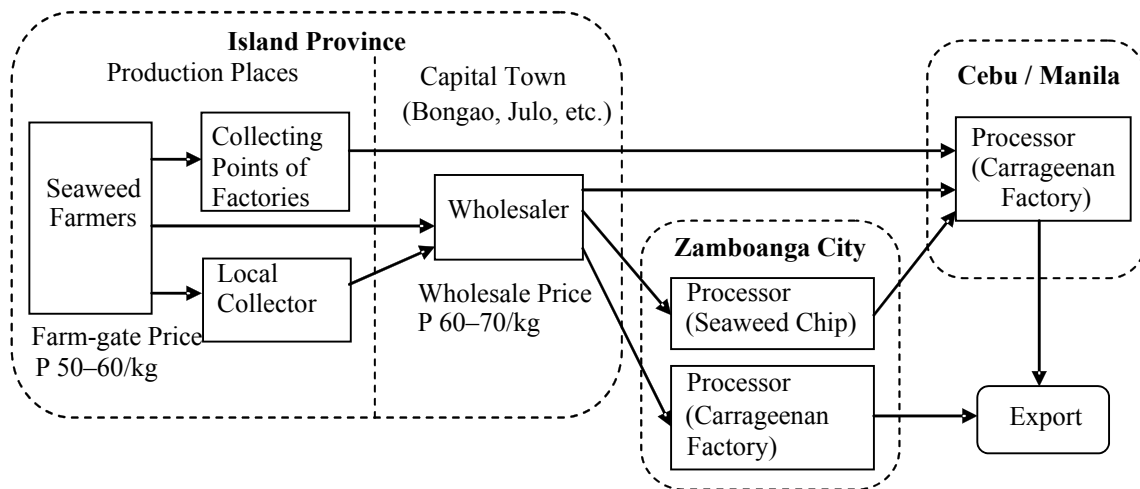 Island Province
Production Places
Capital Town
(Bongao, Julo, etc.)
Seaweed
Farmers
Collecting
Points of
Factories
Local
Collector
Farm-gate Price
P 50–60/kg
Wholesaler
Wholesale Price
P 60–70/kg
Zamboanga City
Processor
(Seaweed Chip)
Processor
(Carrageenan
Factory)
Cebu / Manila
Processor
(Carrageenan
Factory)
Export